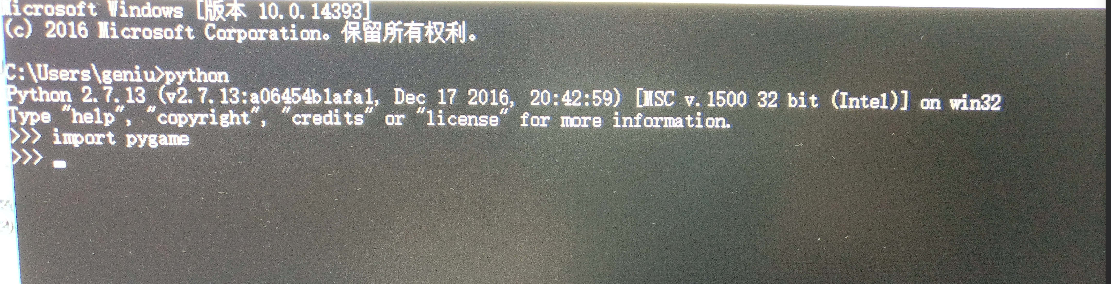 Microsoft Windows [版本 10.0.14393]
(c) 2016 Microsoft Corporation。保留所有权利。
C:\Users\geniu>python
Python 2.7.13 (v2.7.13:a06454b1afa1, Dec 17 2016, 20:42:59) [MSC v.1500 32 bit (Intel)] on win32
Type "help", "copyright", "credits" or "license" for more information.
>>> import pygame
>>>